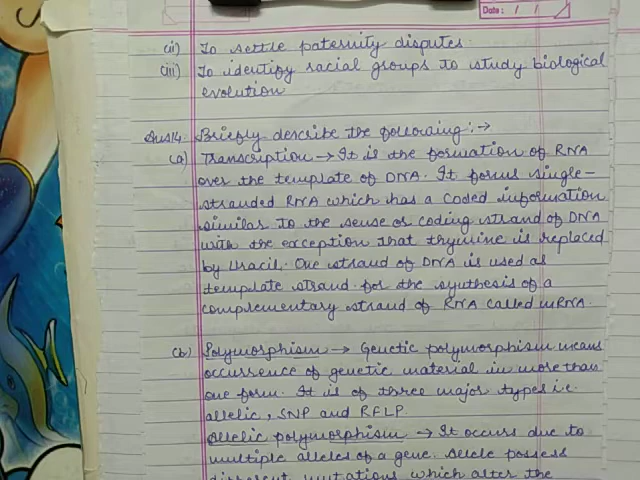 Date: / /
(ii) To settle paternity disputes.
(iii) To identify racial groups to study biological
evolution
Ans14. Briefly describe the following:→
(a) Transcription → It is the formation of RNA
over the template of DNA. It forms single-
stranded RNA which has a coded information
similar to the sense or coding strand of DNA
with the exception that thymine is replaced
by Uracil. One strand of DNA is used as
template strand for the synthesis of a
complementary strand of RNA called mRNA.
(b) Polymorphism → Genetic polymorphism means
occurrence of genetic material in more than
one form. It is of three major types i.e.
allelic, SNP and RFLP.
Allelic polymorphism → It occurs due to
multiple alleles of a gene. Allele possess
different mutations which alter the